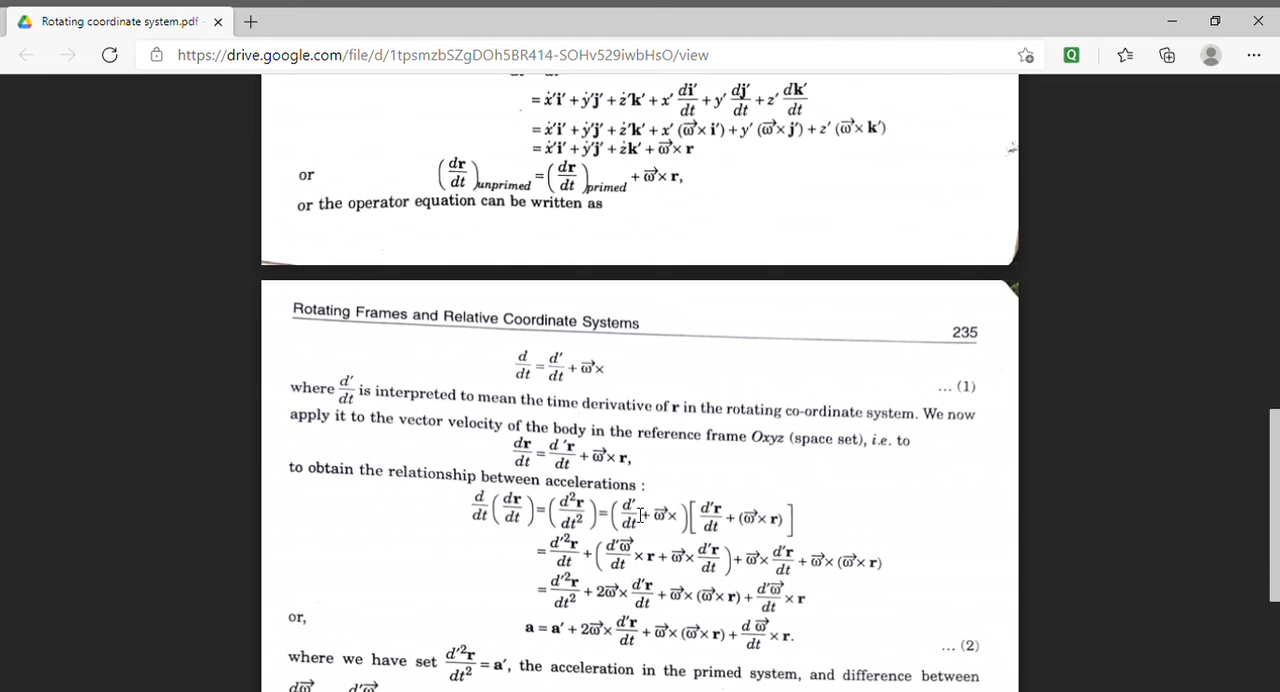 Rotating coordinate system.pdf
https://drive.google.com/file/d/1tpsmzbSZgDOh5BR414-SOHv529iwbHsO/view
= ẋ'i' + ẏ'j' + ż'k' + x' di'/dt + y' dj'/dt + z' dk'/dt
= ẋ'i' + ẏ'j' + ż'k' + x' (ω⃗ × i') + y' (ω⃗ × j') + z' (ω⃗ × k')
= ẋ'i' + ẏ'j' + żk' + ω⃗ × r
or (dr/dt)unprimed = (dr/dt)primed + ω⃗ × r,
or the operator equation can be written as
Rotating Frames and Relative Coordinate Systems 235
d/dt = d'/dt + ω⃗ × ... (1)
where d'/dt is interpreted to mean the time derivative of r in the rotating co-ordinate system. We now
apply it to the vector velocity of the body in the reference frame Oxyz (space set), i.e. to
dr/dt = d'r/dt + ω⃗ × r,
to obtain the relationship between accelerations :
d/dt (dr/dt) = (d²r/dt²) = (d'/dt + ω⃗ ×) [d'r/dt + (ω⃗ × r)]
= d'²r/dt + (d'ω⃗/dt × r + ω⃗ × d'r/dt) + ω⃗ × d'r/dt + ω⃗ × (ω⃗ × r)
= d'²r/dt² + 2ω⃗ × d'r/dt + ω⃗ × (ω⃗ × r) + d'ω⃗/dt × r
or, a = a' + 2ω⃗ × d'r/dt + ω⃗ × (ω⃗ × r) + d ω⃗/dt × r. ... (2)
where we have set d'²r/dt² = a', the acceleration in the primed system, and difference between
dω⃗ d'ω⃗